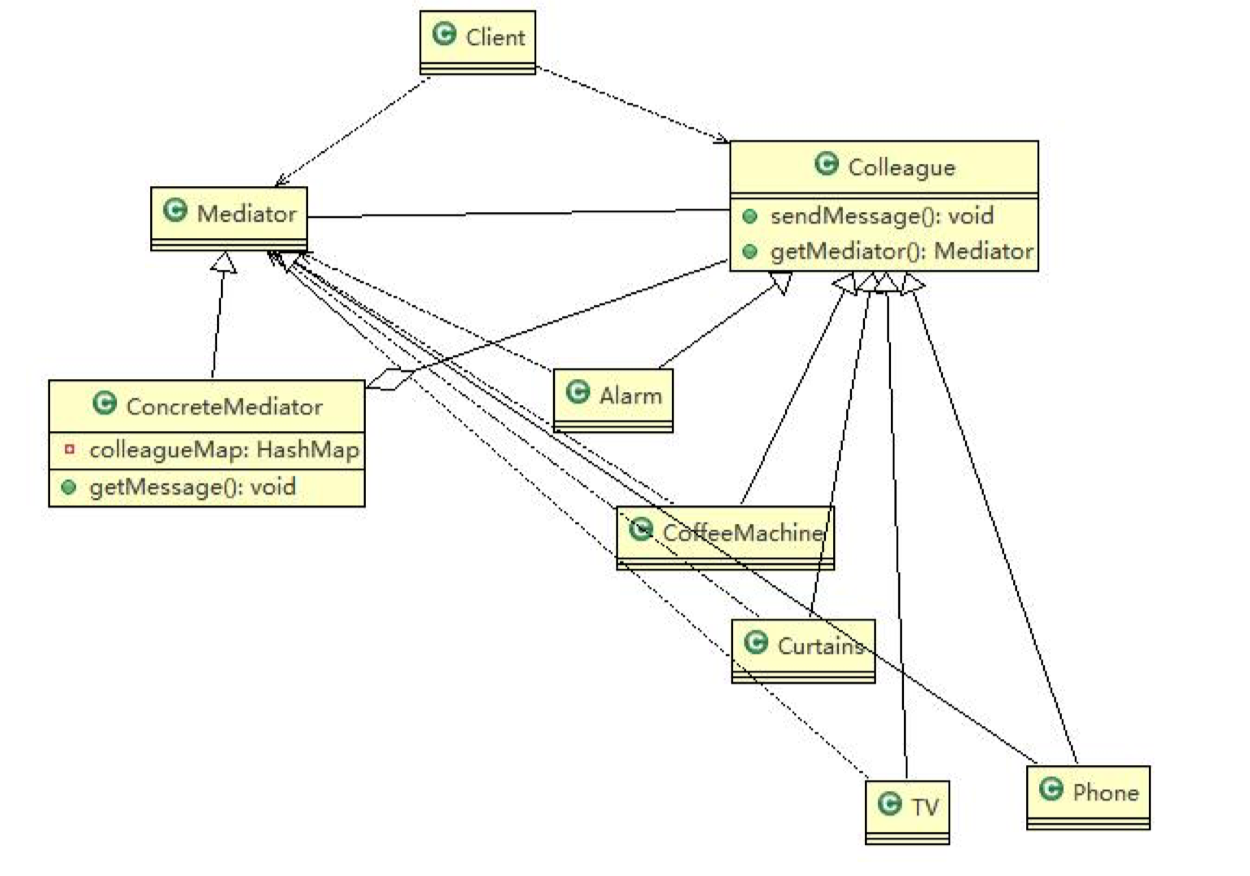 Client
Colleague
sendMessage(): void
getMediator(): Mediator
Mediator
ConcreteMediator
colleagueMap: HashMap
getMessage(): void
Alarm
CoffeeMachine
Curtains
TV
Phone